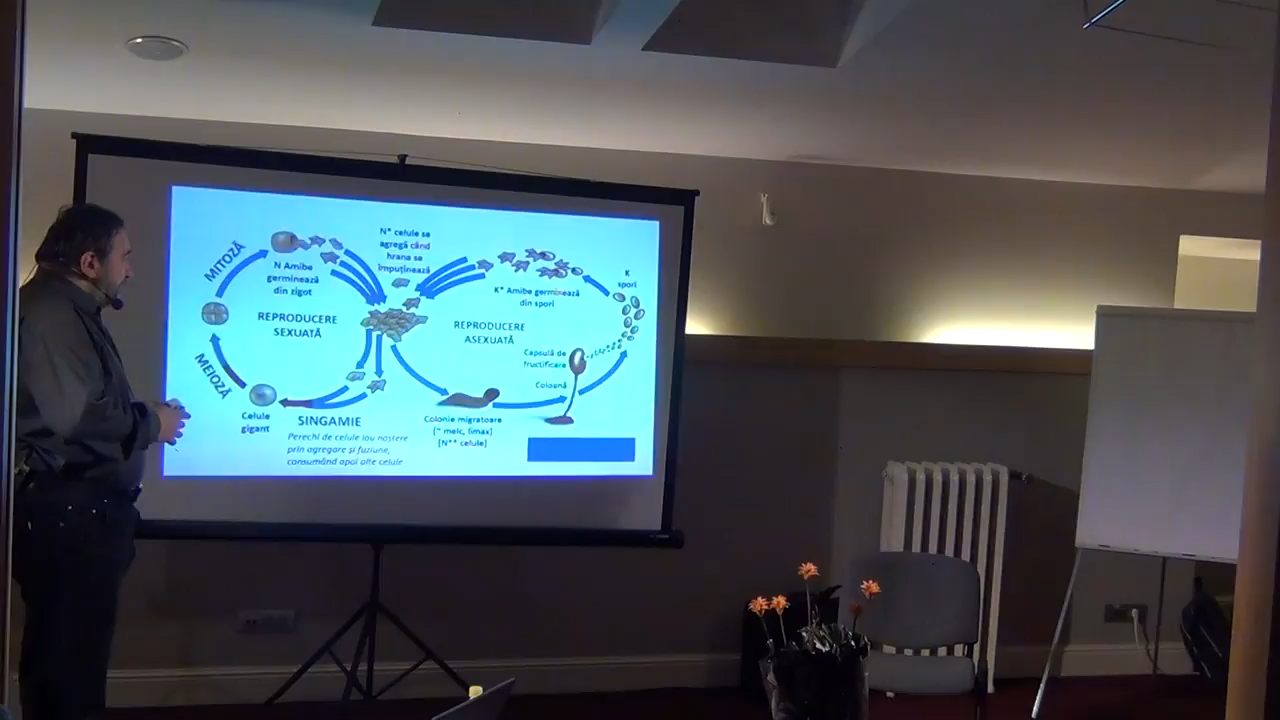 MITOZĂ
N Amibe
germinează
din zigot
N* celule se
agregă când
hrana se
împuținează
K* Amibe germinează
din spori
K
spori
REPRODUCERE
SEXUATĂ
REPRODUCERE
ASEXUATĂ
Capsulă de
fructificare
Coloană
MEIOZĂ
Celule
gigant
SINGAMIE
Perechi de celule iau naștere
prin agregare și fuziune,
consumând apoi alte celule
Colonie migratoare
(~ melc, limax)
[N** celule]